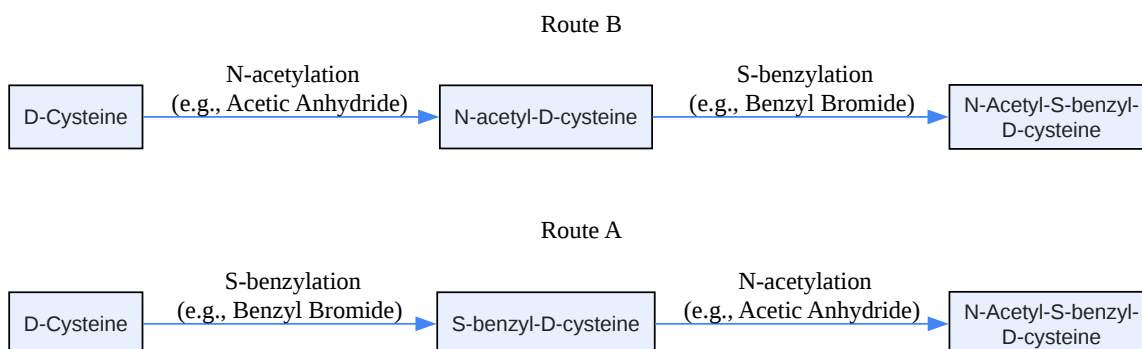 Route B
N-acetylation
(e.g., Acetic Anhydride)
S-benzylation
(e.g., Benzyl Bromide)
D-Cysteine
N-acetyl-D-cysteine
N-Acetyl-S-benzyl-
D-cysteine
Route A
S-benzylation
(e.g., Benzyl Bromide)
N-acetylation
(e.g., Acetic Anhydride)
D-Cysteine
S-benzyl-D-cysteine
N-Acetyl-S-benzyl-
D-cysteine